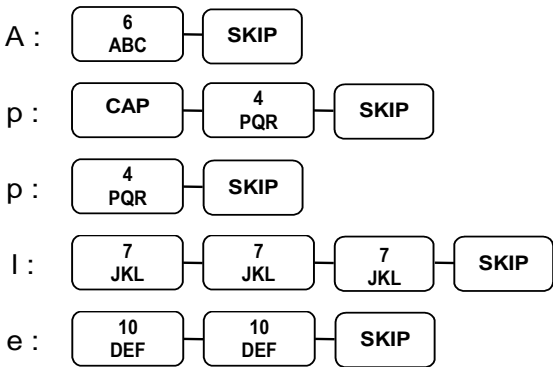 A : 6 ABC SKIP
p : CAP 4 PQR SKIP
p : 4 PQR SKIP
l : 7 JKL 7 JKL 7 JKL SKIP
e : 10 DEF 10 DEF SKIP